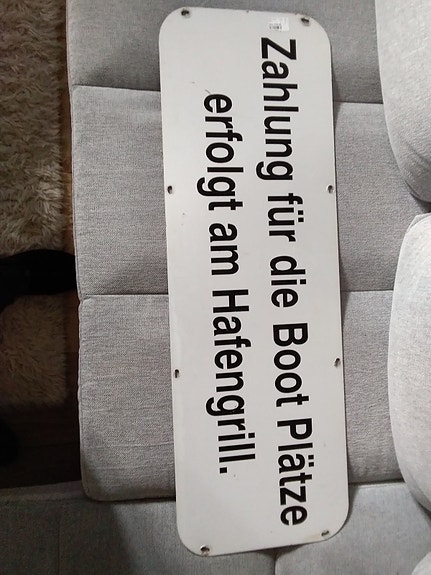 Zahlung für die Boot Plätze
erfolgt am Hafengrill.